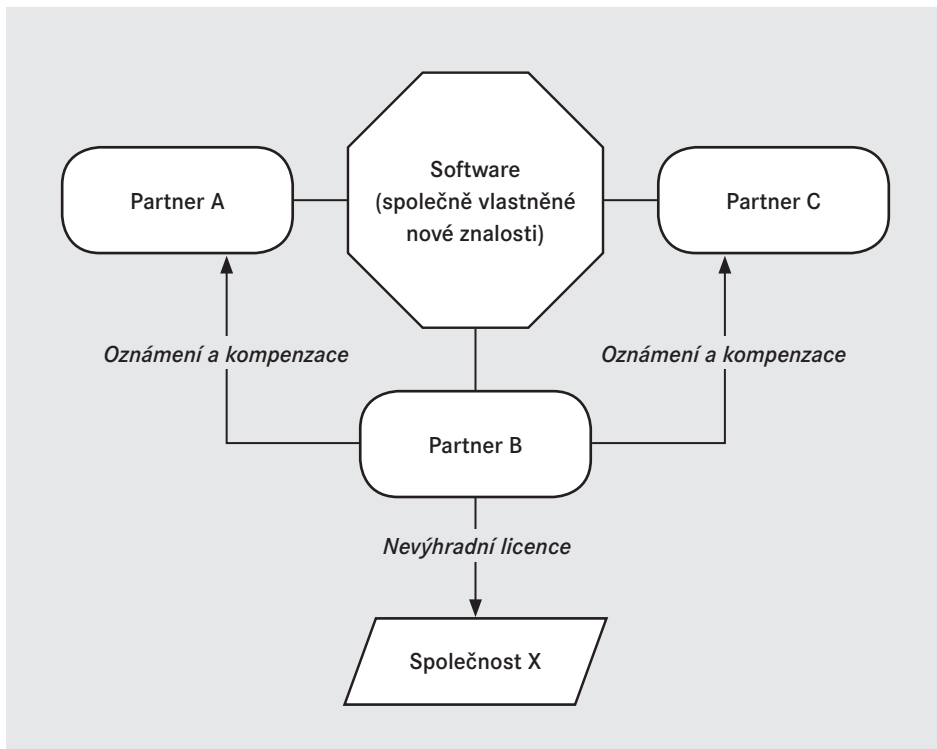 Software
(společně vlastněné
nové znalosti)
Partner A
Partner C
Oznámení a kompenzace
Oznámení a kompenzace
Partner B
Nevýhradní licence
Společnost X